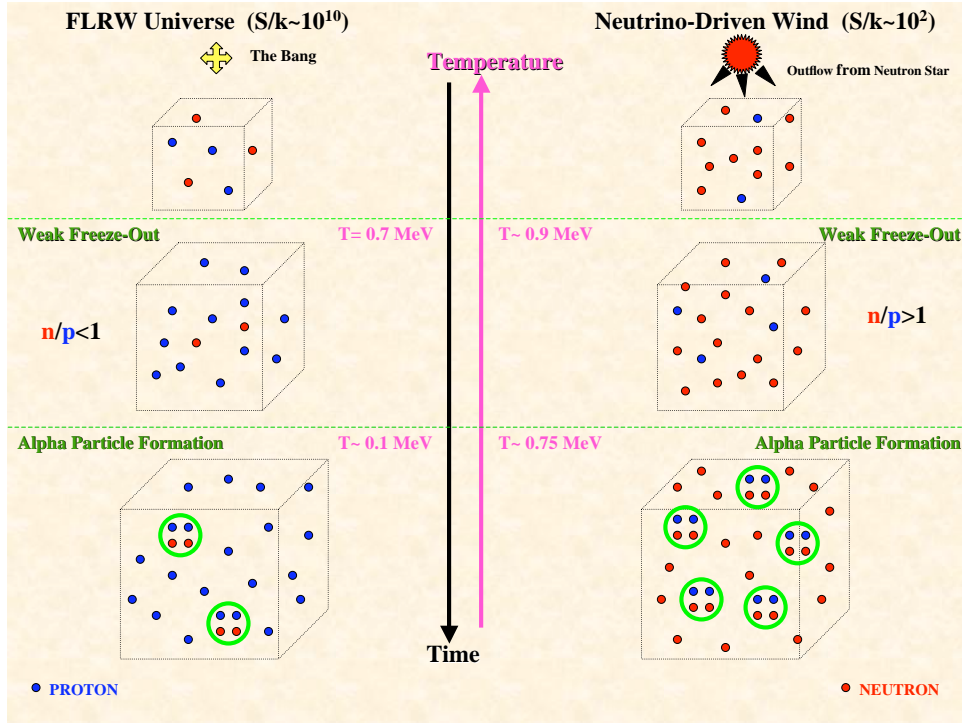 FLRW Universe (S/k~10¹⁰)
Neutrino-Driven Wind (S/k~10²)
The Bang
Temperature
Outflow from Neutron Star
Weak Freeze-Out
T= 0.7 MeV
T~ 0.9 MeV
Weak Freeze-Out
n/p<1
n/p>1
Alpha Particle Formation
T~ 0.1 MeV
T~ 0.75 MeV
Alpha Particle Formation
Time
PROTON
NEUTRON